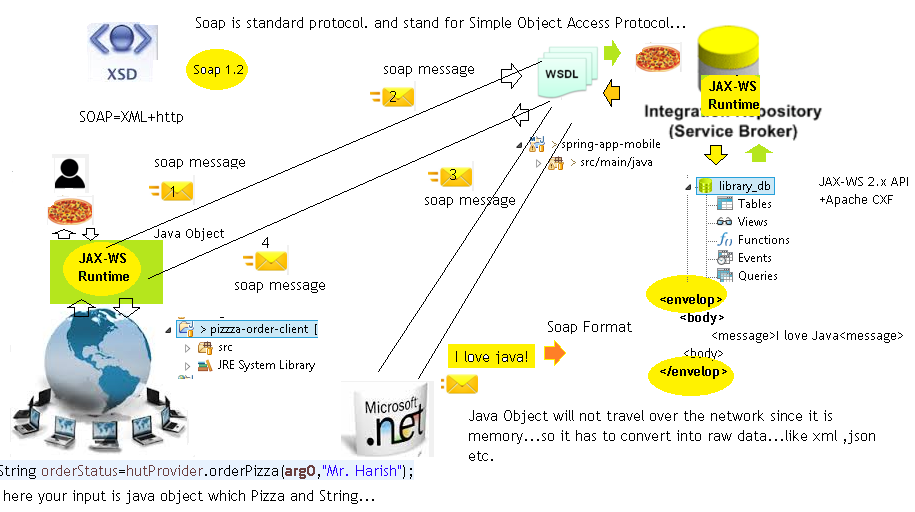 Soap is standard protocol. and stand for Simple Object Access Protocol...
XSD
Soap 1.2
SOAP=XML+http
soap message
2
WSDL
JAX-WS
Runtime
Integration Repository
(Service Broker)
soap message
1
3
soap message
> spring-app-mobile
> src/main/java
library_db
Tables
Views
Functions
Events
Queries
JAX-WS 2.x API
+Apache CXF
Java Object
JAX-WS
Runtime
4
soap message
> pizzza-order-client [
src
JRE System Library
<envelop>
<body>
<message>I love Java<message>
<body>
</envelop>
Soap Format
I love java!
Microsoft
.net
Java Object will not travel over the network since it is
memory...so it has to convert into raw data...like xml ,json
etc.
String orderStatus=hutProvider.orderPizza(arg0,"Mr. Harish");
here your input is java object which Pizza and String...